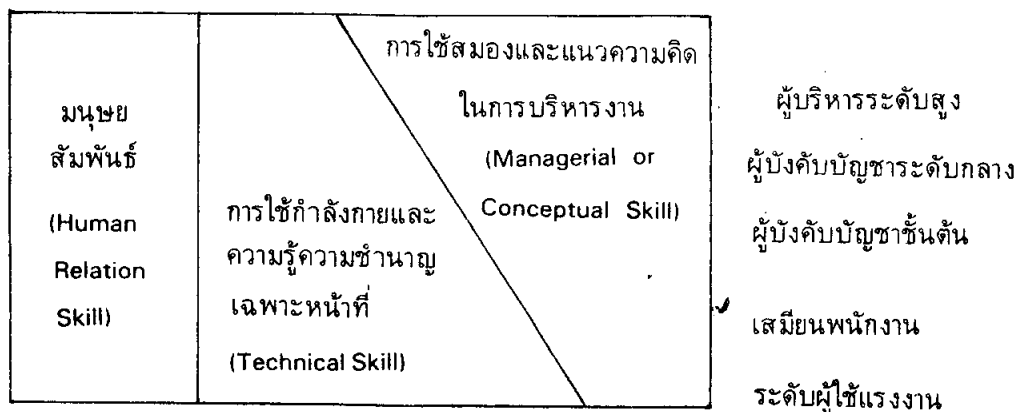 มนุษย
สัมพันธ์
(Human
Relation
Skill)
การใช้กำลังกายและ
ความรู้ความชำนาญ
เฉพาะหน้าที่
(Technical Skill)
การใช้สมองและแนวความคิด
ในการบริหารงาน
(Managerial or
Conceptual Skill)
ผู้บริหารระดับสูง
ผู้บังคับบัญชาระดับกลาง
ผู้บังคับบัญชาชั้นต้น
เสมียนพนักงาน
ระดับผู้ใช้แรงงาน